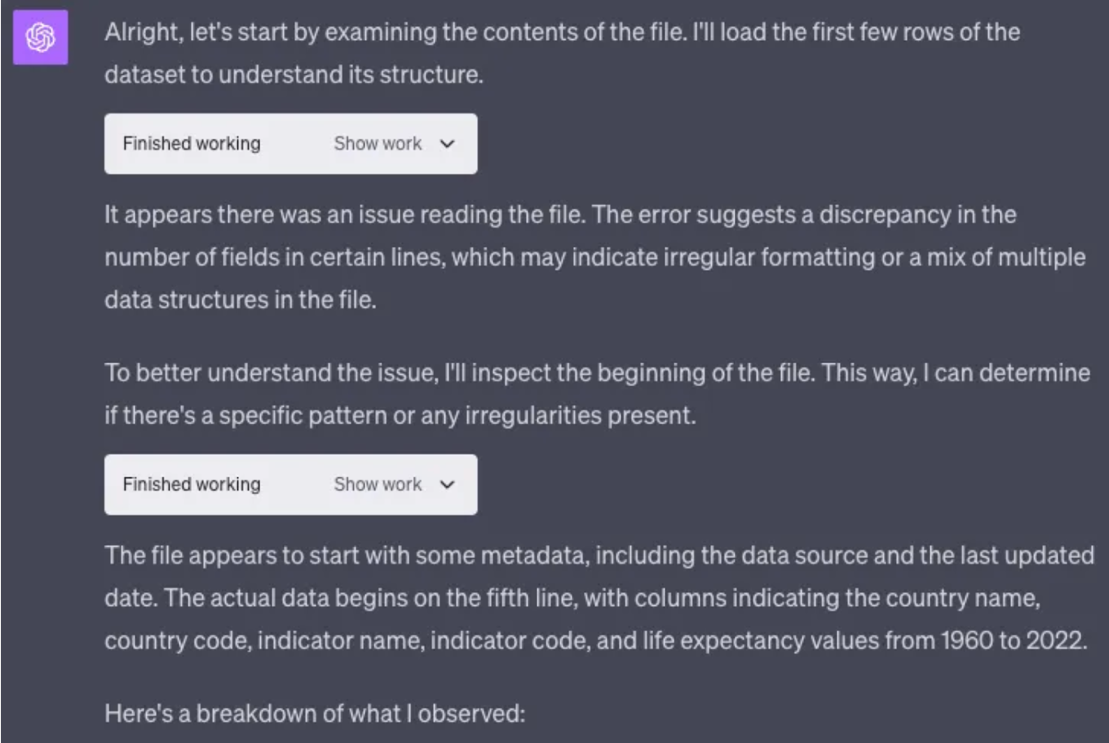 Alright, let's start by examining the contents of the file. I'll load the first few rows of the
dataset to understand its structure.
Finished working Show work
It appears there was an issue reading the file. The error suggests a discrepancy in the
number of fields in certain lines, which may indicate irregular formatting or a mix of multiple
data structures in the file.
To better understand the issue, I'll inspect the beginning of the file. This way, I can determine
if there's a specific pattern or any irregularities present.
Finished working Show work
The file appears to start with some metadata, including the data source and the last updated
date. The actual data begins on the fifth line, with columns indicating the country name,
country code, indicator name, indicator code, and life expectancy values from 1960 to 2022.
Here's a breakdown of what I observed: